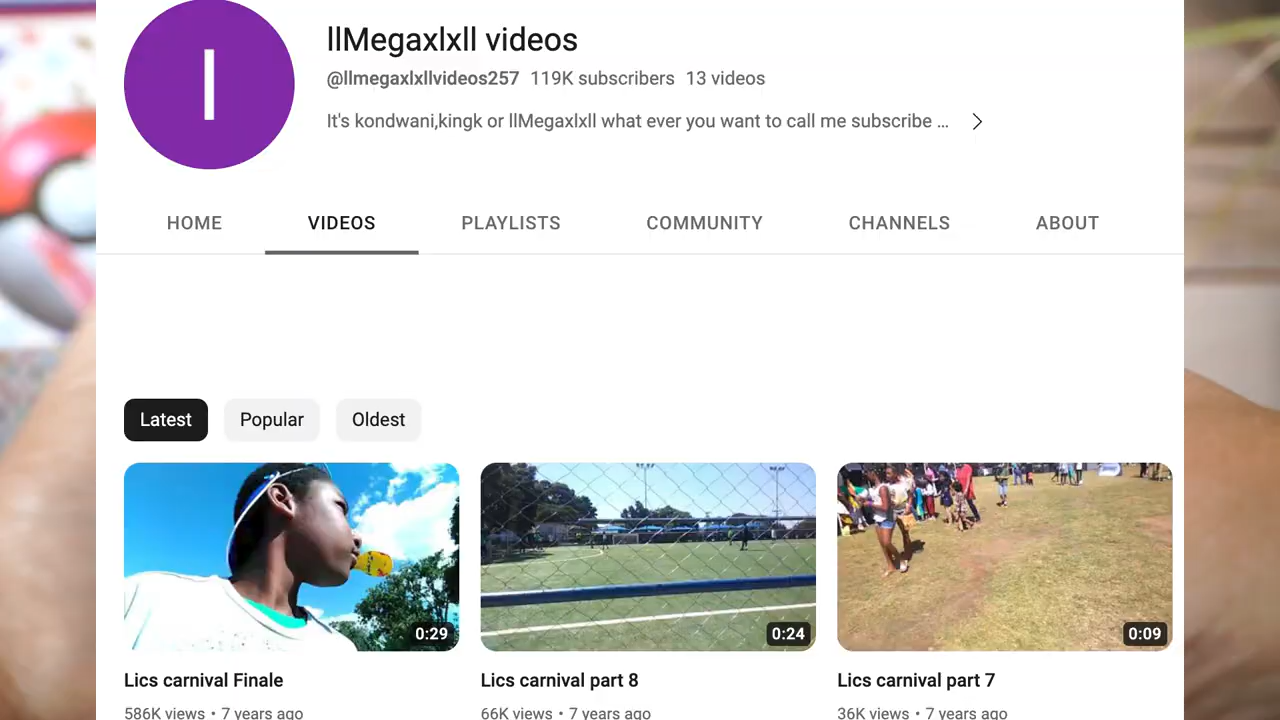 l
llMegaxlxll videos
@llmegaxlxllvideos257 119K subscribers 13 videos
It's kondwani,kingk or llMegaxlxll what ever you want to call me subscribe ...
HOME VIDEOS PLAYLISTS COMMUNITY CHANNELS ABOUT
Latest Popular Oldest
0:29 0:24 0:09
Lics carnival Finale Lics carnival part 8 Lics carnival part 7
586K views • 7 years ago 66K views • 7 years ago 36K views • 7 years ago